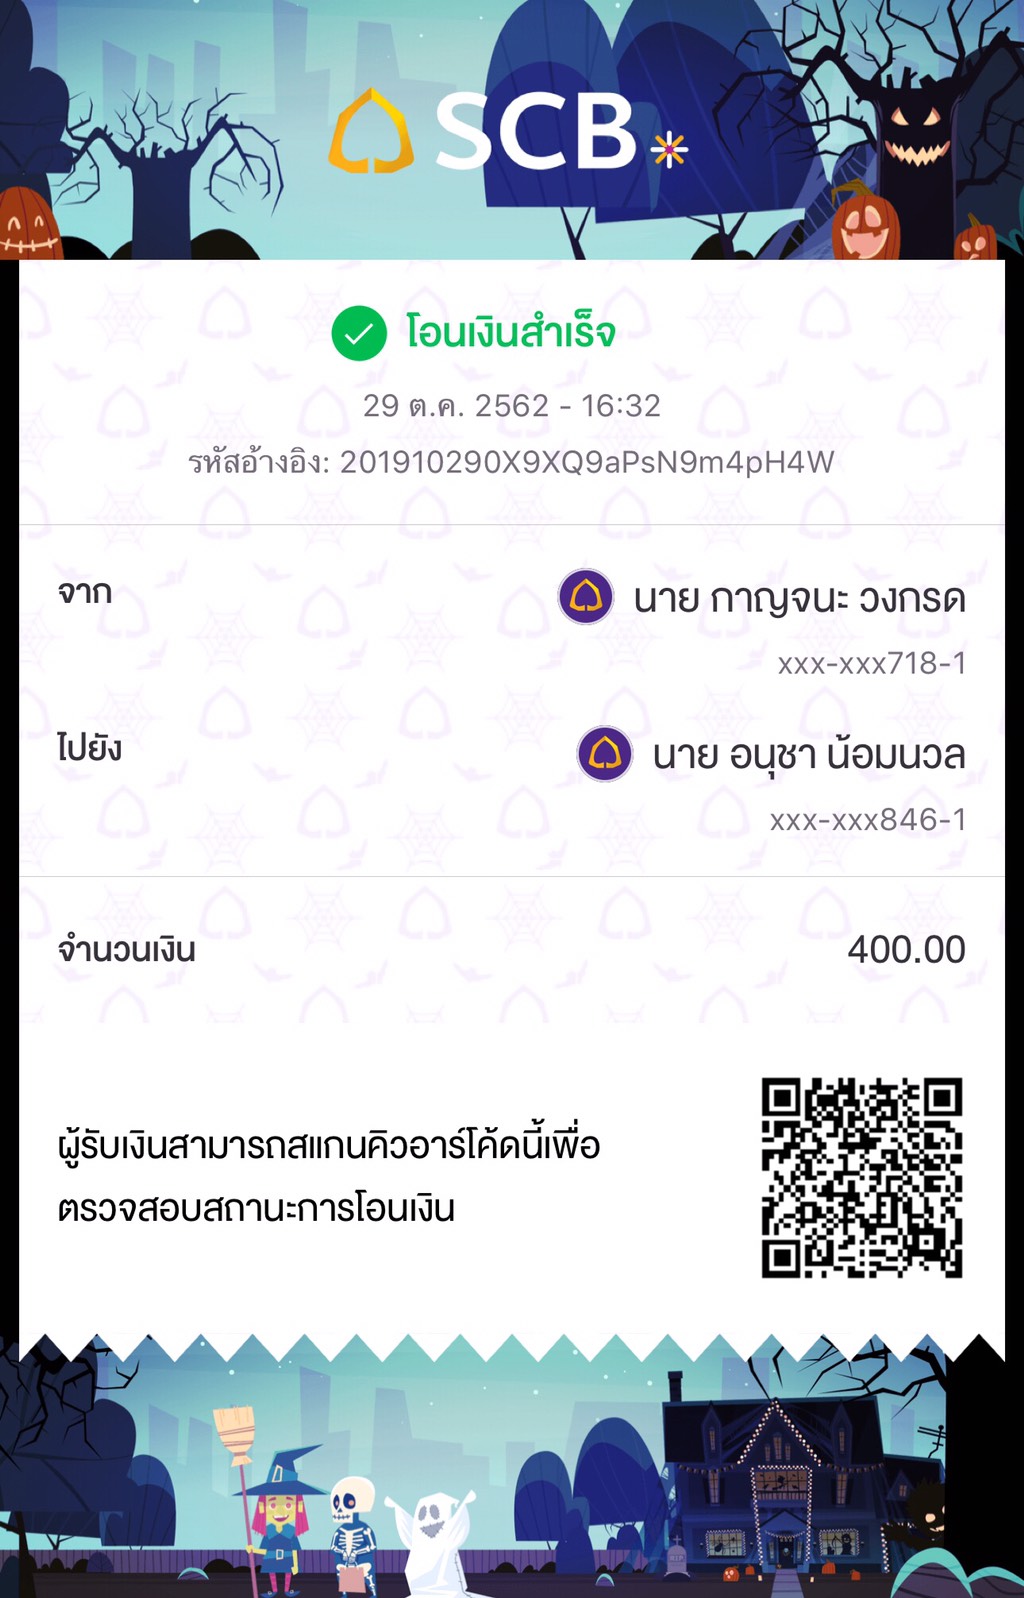 SCB
โอนเงินสำเร็จ
29 ต.ค. 2562 - 16:32
รหัสอ้างอิง: 201910290X9XQ9aPsN9m4pH4W
จาก
นาย กาญจนะ วงกรด
xxx-xxx718-1
ไปยัง
นาย อนุชา น้อมนวล
xxx-xxx846-1
จำนวนเงิน 400.00
ผู้รับเงินสามารถสแกนคิวอาร์โค้ดนี้เพื่อ
ตรวจสอบสถานะการโอนเงิน
RIP